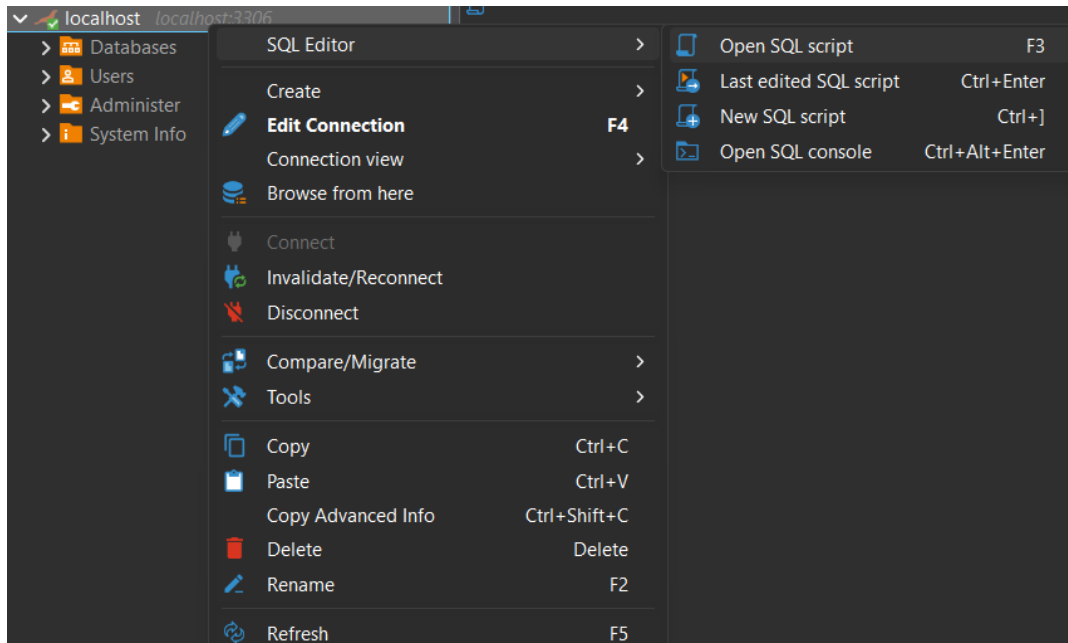 localhost localhost:3306
Databases
Users
Administer
System Info
SQL Editor
Create
Edit Connection F4
Connection view
Browse from here
Connect
Invalidate/Reconnect
Disconnect
Compare/Migrate
Tools
Copy Ctrl+C
Paste Ctrl+V
Copy Advanced Info Ctrl+Shift+C
Delete Delete
Rename F2
Refresh F5
Open SQL script F3
Last edited SQL script Ctrl+Enter
New SQL script Ctrl+]
Open SQL console Ctrl+Alt+Enter